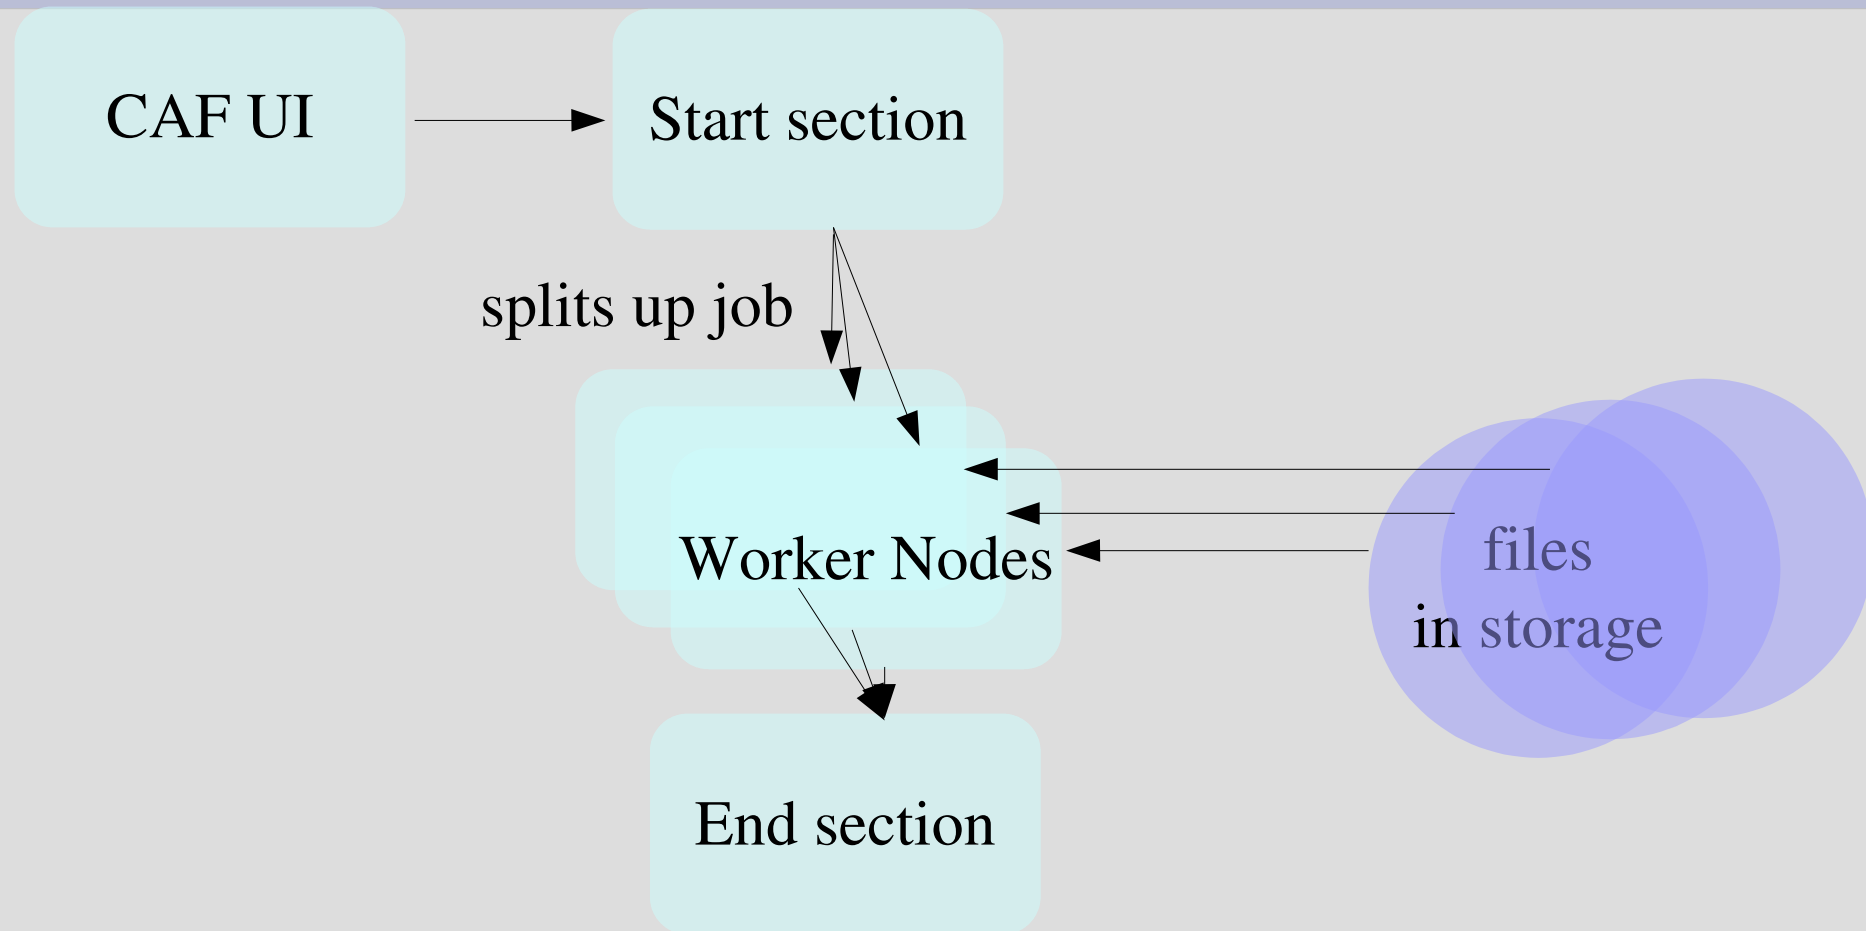 CAF UI
Start section
splits up job
Worker Nodes
files
in storage
End section